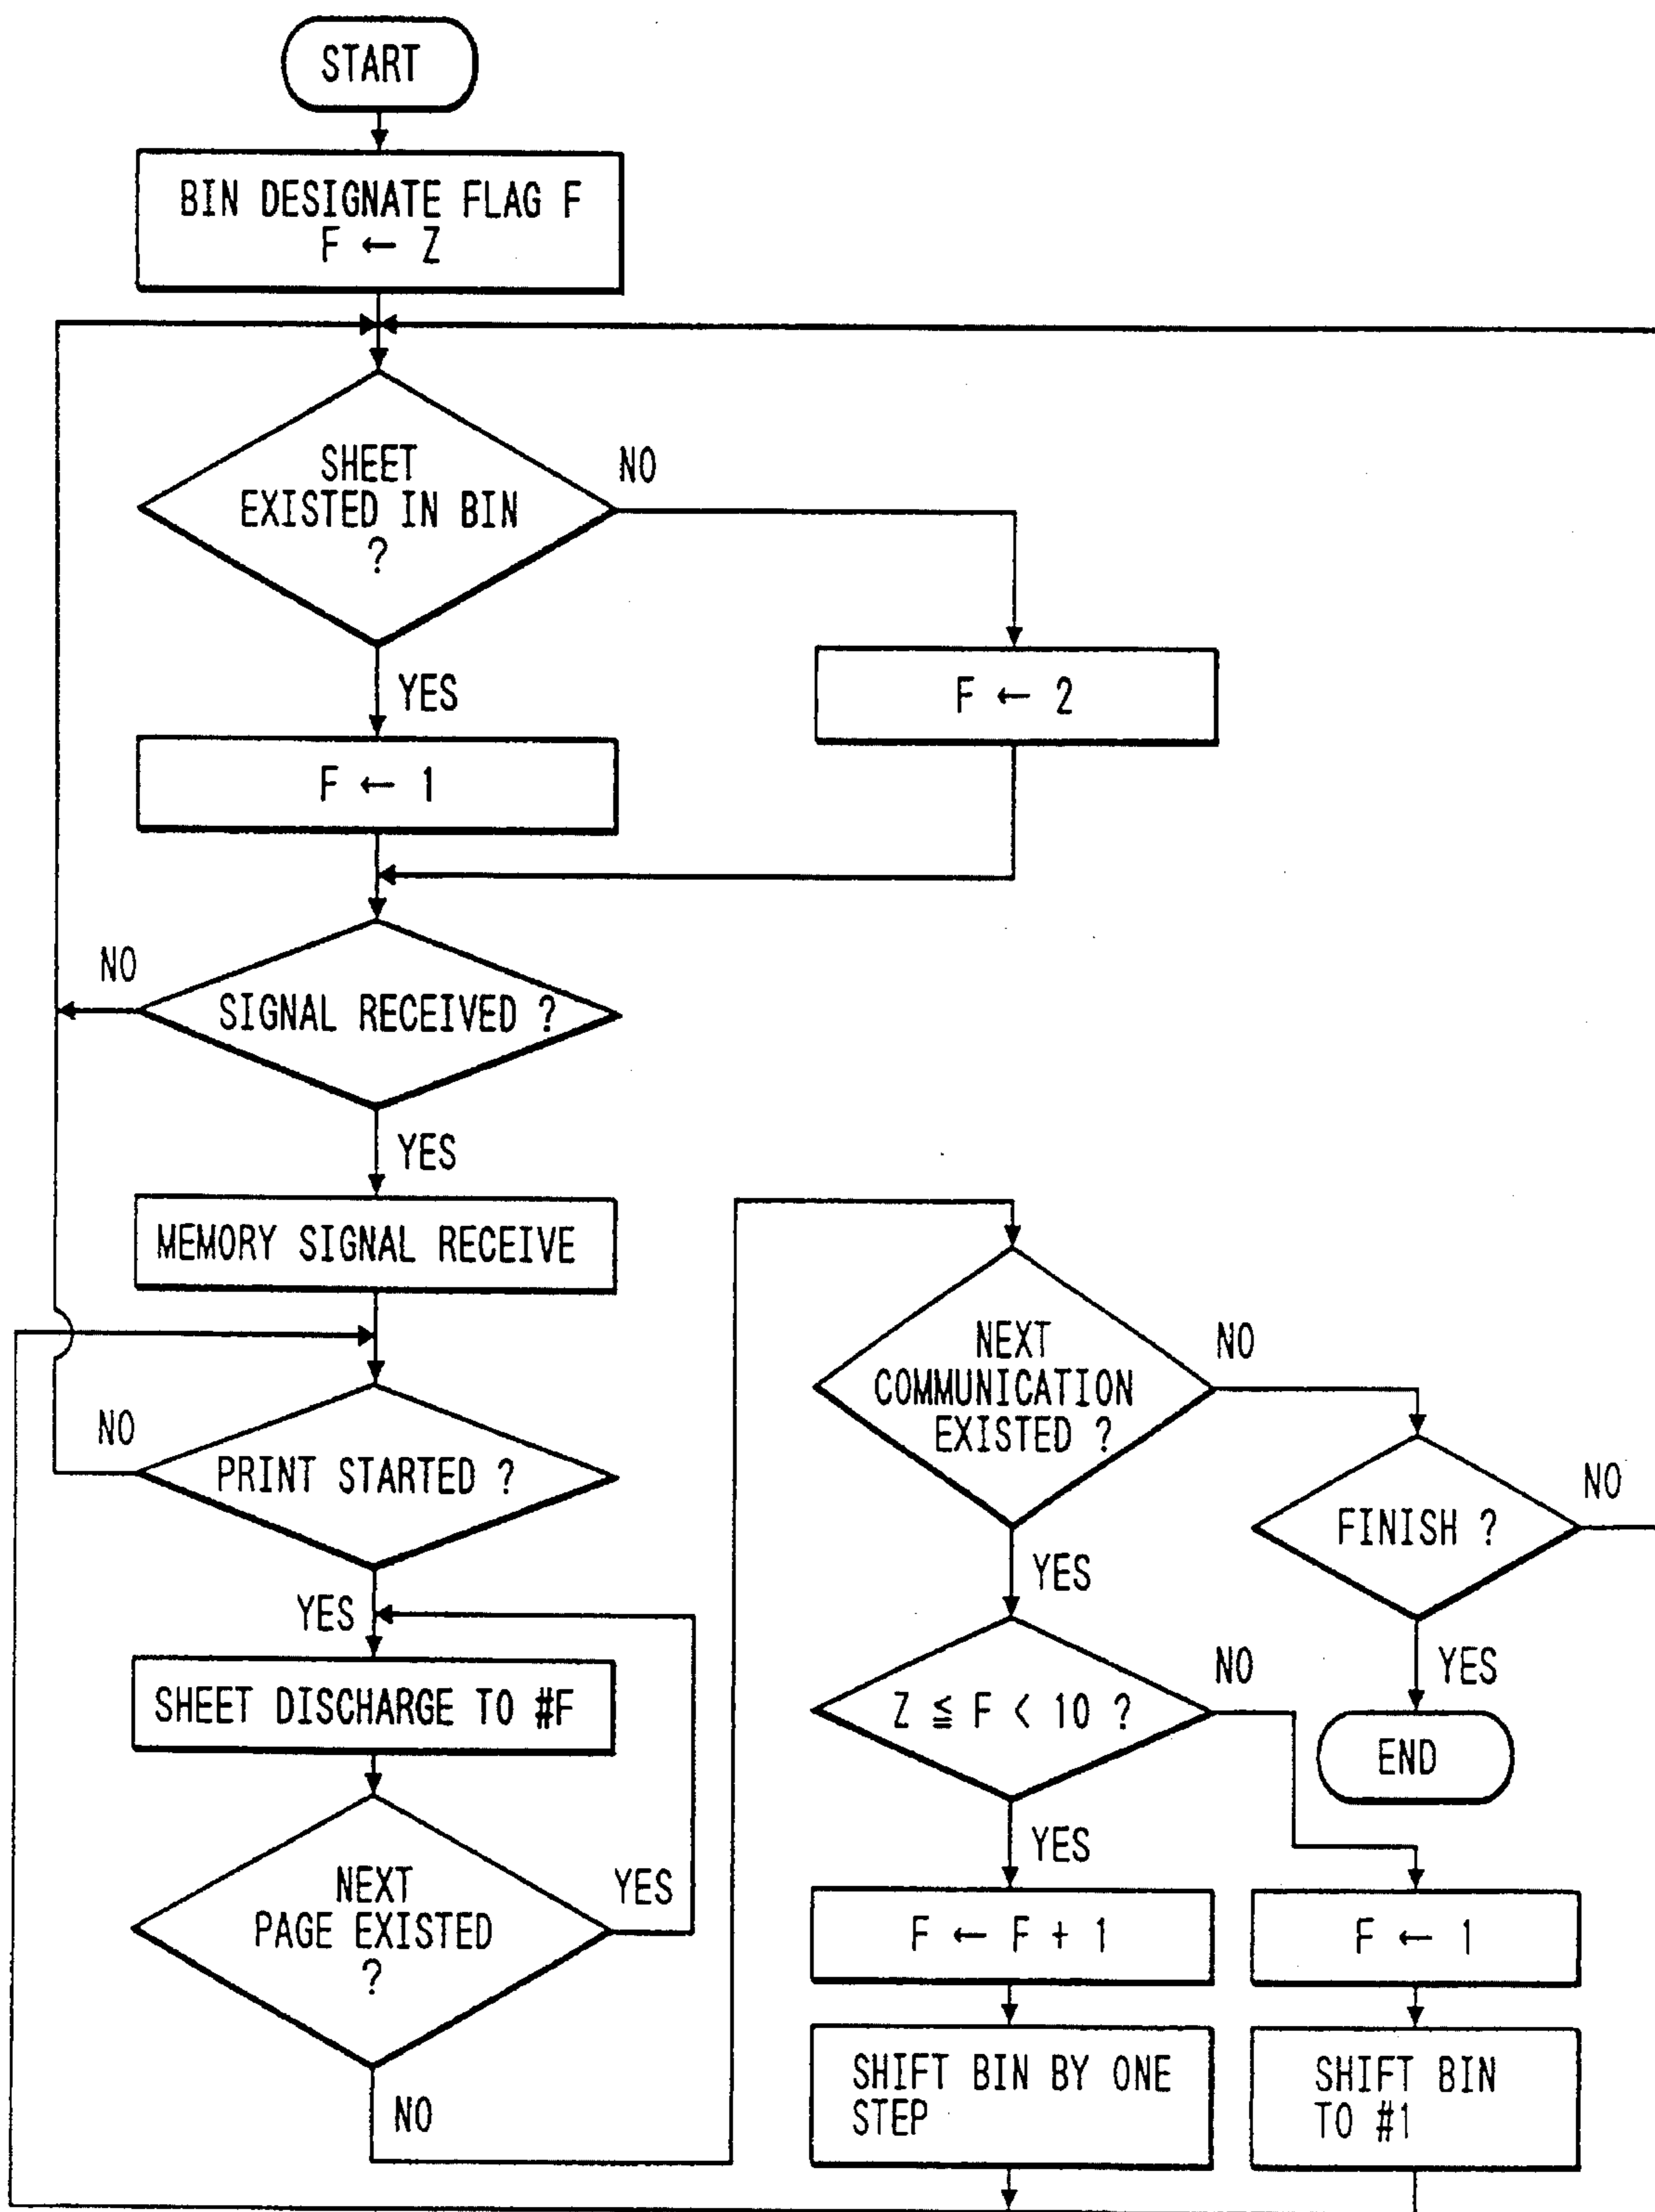 START
BIN DESIGNATE FLAG F
F ← Z
SHEET
EXISTED IN BIN
?
NO
YES
F ← 2
F ← 1
NO
SIGNAL RECEIVED ?
YES
MEMORY SIGNAL RECEIVE
NO
PRINT STARTED ?
YES
SHEET DISCHARGE TO #F
NEXT
PAGE EXISTED
?
YES
NO
NEXT
COMMUNICATION
EXISTED ?
NO
YES
FINISH ?
NO
YES
END
Z ≦ F < 10 ?
NO
YES
F ← F + 1
F ← 1
SHIFT BIN BY ONE
STEP
SHIFT BIN
TO #1